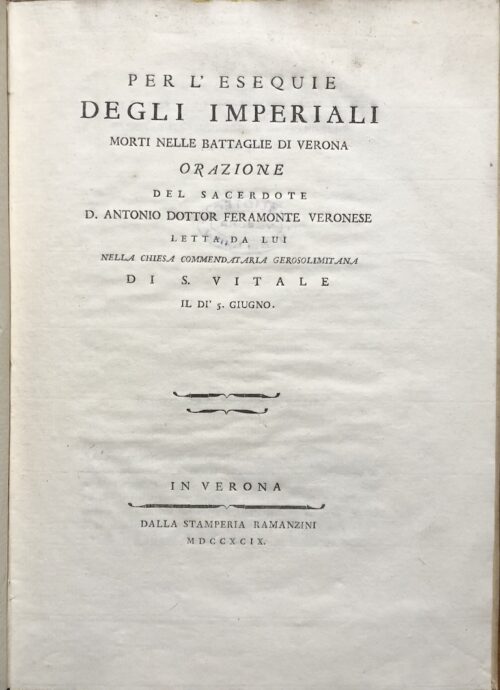 PER L' ESEQUIE
DEGLI IMPERIALI
MORTI NELLE BATTAGLIE DI VERONA
ORAZIONE
DEL SACERDOTE
D. ANTONIO DOTTOR FERAMONTE VERONESE
LETTA DA LUI
NELLA CHIESA COMMENDATARIA GEROSOLIMITANA
DI S. VITALE
IL DI' 5. GIUGNO.
IN VERONA
DALLA STAMPERIA RAMANZINI
MDCCXCIX.